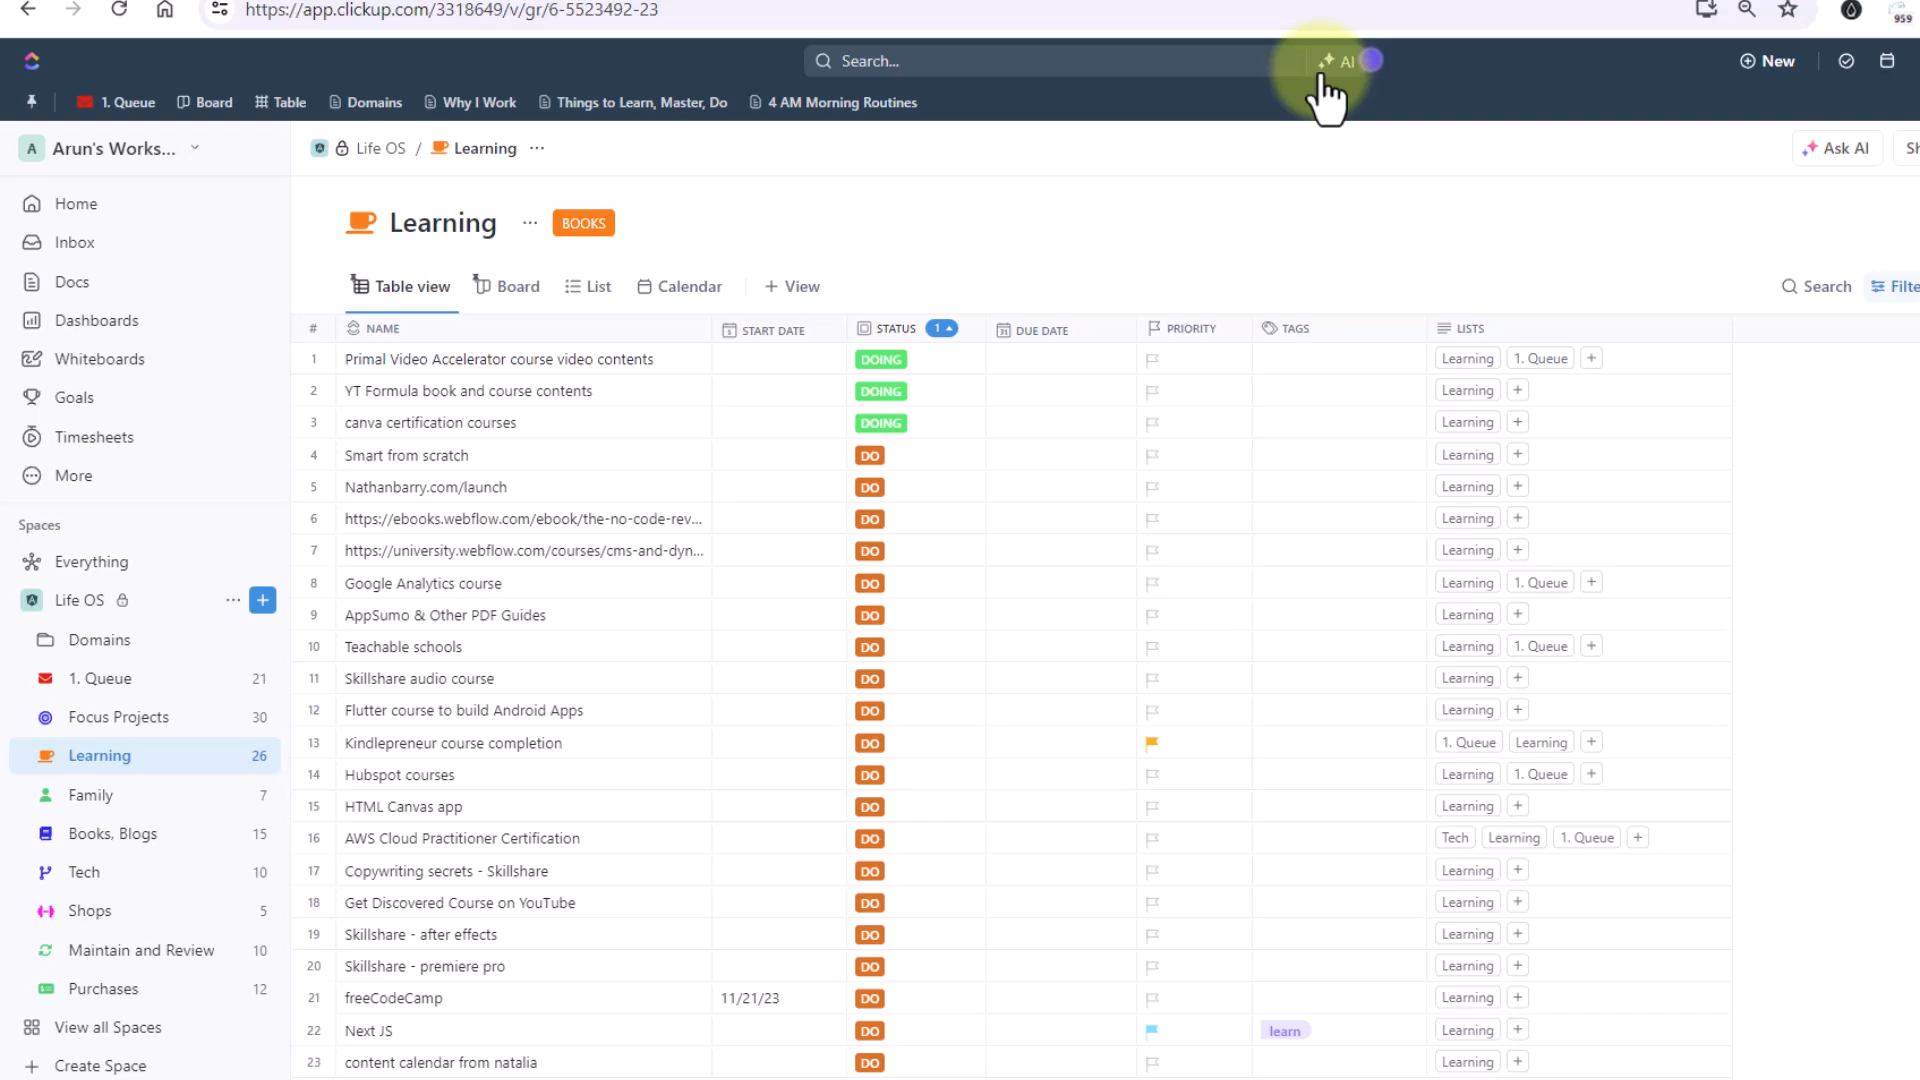 https://app.clickup.com/3318649/v/gr/6-5523492-23
959
Search...
AI
New
1. Queue
Board
Table
Domains
Why I Work
Things to Learn, Master, Do
4 AM Morning Routines
A
Arun's Works...
Life OS / Learning ...
Ask AI
Sh
Home
Inbox
Docs
Dashboards
Whiteboards
Goals
Timesheets
More
Spaces
Everything
Life OS
Domains
1. Queue 21
Focus Projects 30
Learning 26
Family 7
Books, Blogs 15
Tech 10
Shops 5
Maintain and Review 10
Purchases 12
View all Spaces
Create Space
Learning ... BOOKS
Table view
Board
List
Calendar
+ View
Search
Filte
# NAME START DATE STATUS 1 DUE DATE PRIORITY TAGS LISTS
1 Primal Video Accelerator course video contents DOING Learning 1. Queue +
2 YT Formula book and course contents DOING Learning +
3 canva certification courses DOING Learning +
4 Smart from scratch DO Learning +
5 Nathanbarry.com/launch DO Learning +
6 https://ebooks.webflow.com/ebook/the-no-code-rev... DO Learning +
7 https://university.webflow.com/courses/cms-and-dyn... DO Learning +
8 Google Analytics course DO Learning 1. Queue +
9 AppSumo & Other PDF Guides DO Learning +
10 Teachable schools DO Learning 1. Queue +
11 Skillshare audio course DO Learning +
12 Flutter course to build Android Apps DO Learning +
13 Kindlepreneur course completion DO 1. Queue Learning +
14 Hubspot courses DO Learning 1. Queue +
15 HTML Canvas app DO Learning +
16 AWS Cloud Practitioner Certification DO Tech Learning 1. Queue +
17 Copywriting secrets - Skillshare DO Learning +
18 Get Discovered Course on YouTube DO Learning +
19 Skillshare - after effects DO Learning +
20 Skillshare - premiere pro DO Learning +
21 freeCodeCamp 11/21/23 DO Learning +
22 Next JS DO learn Learning +
23 content calendar from natalia DO Learning +